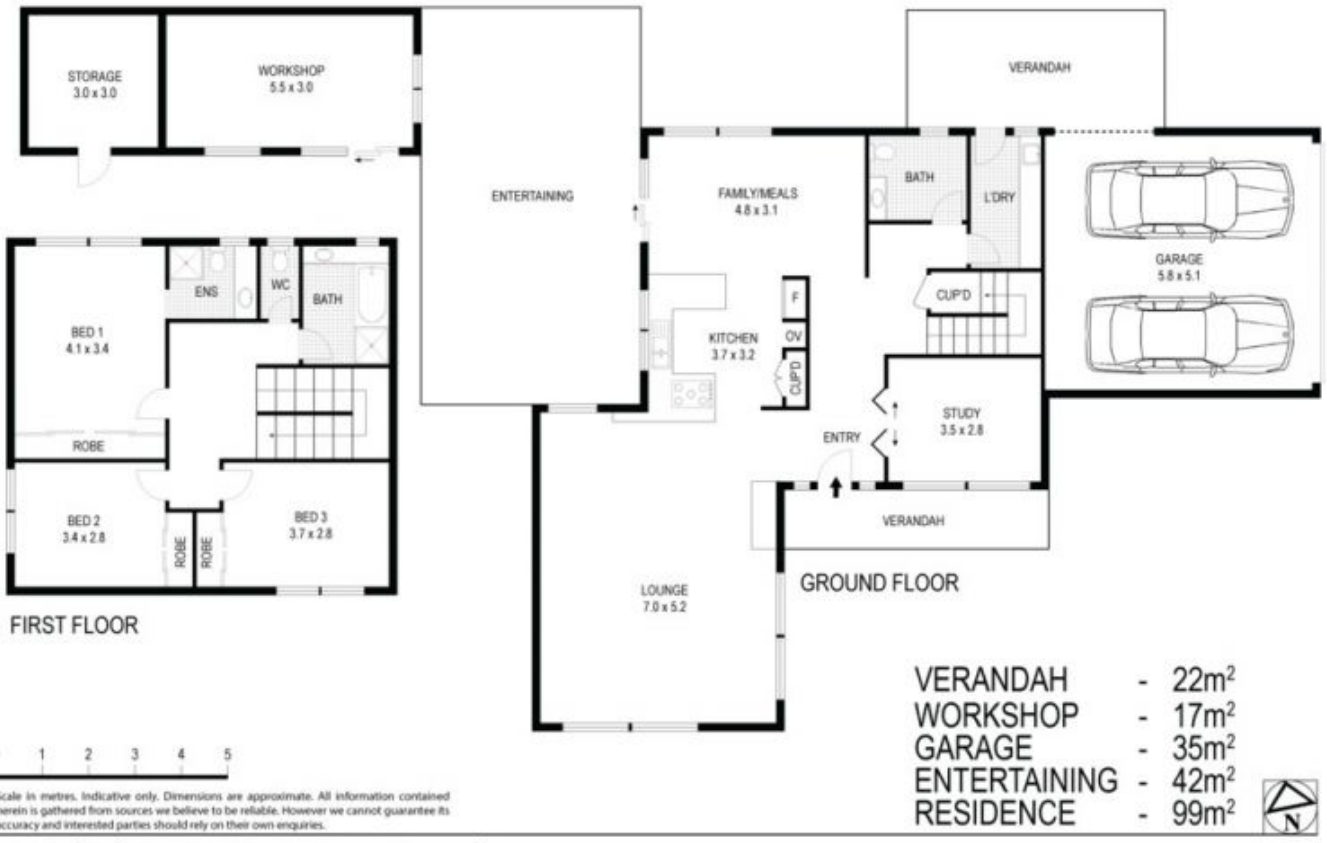 STORAGE
3.0 x 3.0
WORKSHOP
5.5 x 3.0
ENTERTAINING
VERANDAH
FAMILY/MEALS
4.8 x 3.1
BATH
L'DRY
GARAGE
5.8 x 5.1
CUP'D
F
OV
CUP'D
KITCHEN
3.7 x 3.2
STUDY
3.5 x 2.8
ENTRY
VERANDAH
LOUNGE
7.0 x 5.2
GROUND FLOOR
ENS
WC
BATH
BED 1
4.1 x 3.4
ROBE
BED 2
3.4 x 2.8
ROBE
ROBE
BED 3
3.7 x 2.8
FIRST FLOOR
VERANDAH - 22m²
WORKSHOP - 17m²
GARAGE - 35m²
ENTERTAINING - 42m²
RESIDENCE - 99m²
N
1 2 3 4 5
in metres. Indicative only. Dimensions are approximate. All information contained
is gathered from sources we believe to be reliable. However we cannot guarantee its
and interested parties should rely on their own enquiries.